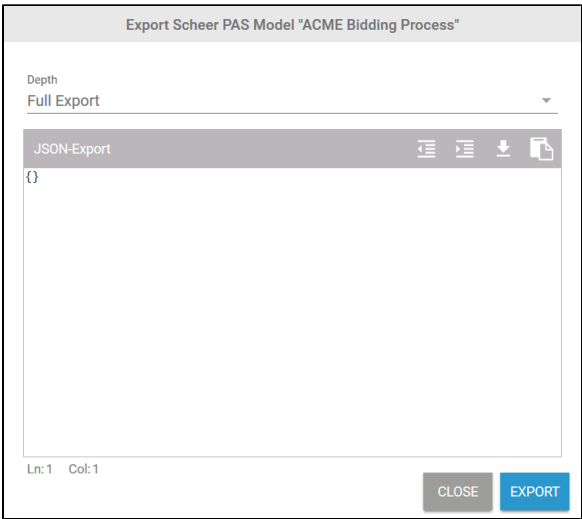 Export Scheer PAS Model "ACME Bidding Process"
Depth
Full Export
JSON-Export
{}
Ln: 1 Col: 1
CLOSE EXPORT